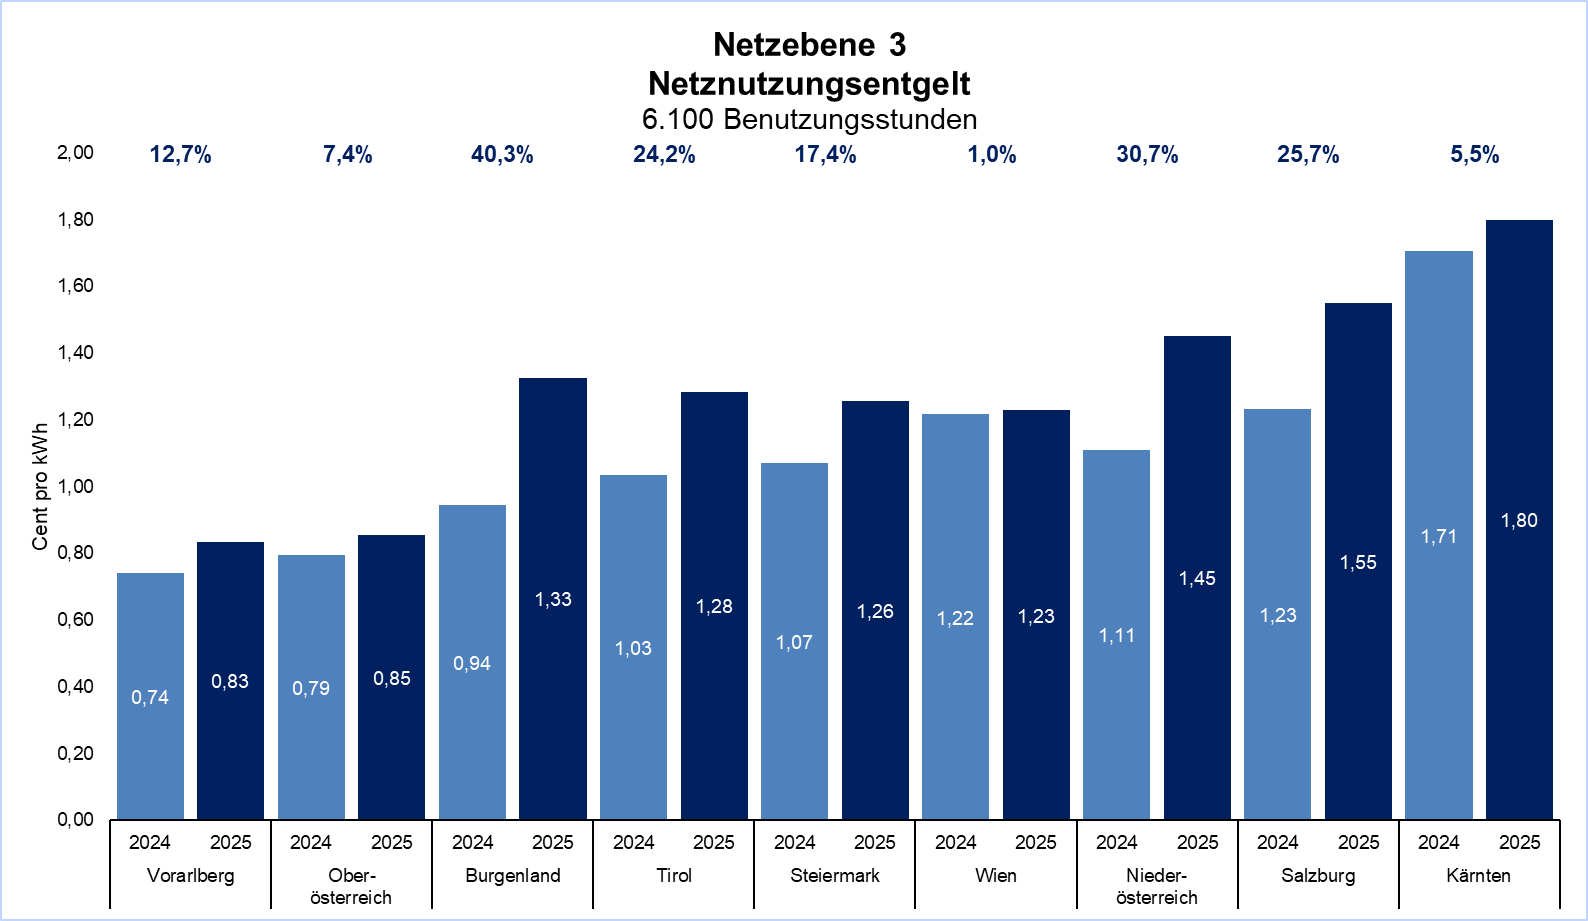 Netzebene 3
Netznutzungsentgelt
6.100 Benutzungsstunden
12,7% 7,4% 40,3% 24,2% 17,4% 1,0% 30,7% 25,7% 5,5%
2,00
1,80
1,60
1,40
1,20
1,00
0,80
0,60
0,40
0,20
0,00
Cent pro kWh
0,74 0,83 0,79 0,85 0,94 1,33 1,03 1,28 1,07 1,26 1,22 1,23 1,11 1,45 1,23 1,55 1,71 1,80
2024 2025 2024 2025 2024 2025 2024 2025 2024 2025 2024 2025 2024 2025 2024 2025 2024 2025
Vorarlberg Ober- Burgenland Tirol Steiermark Wien Nieder- Salzburg Kärnten
österreich österreich